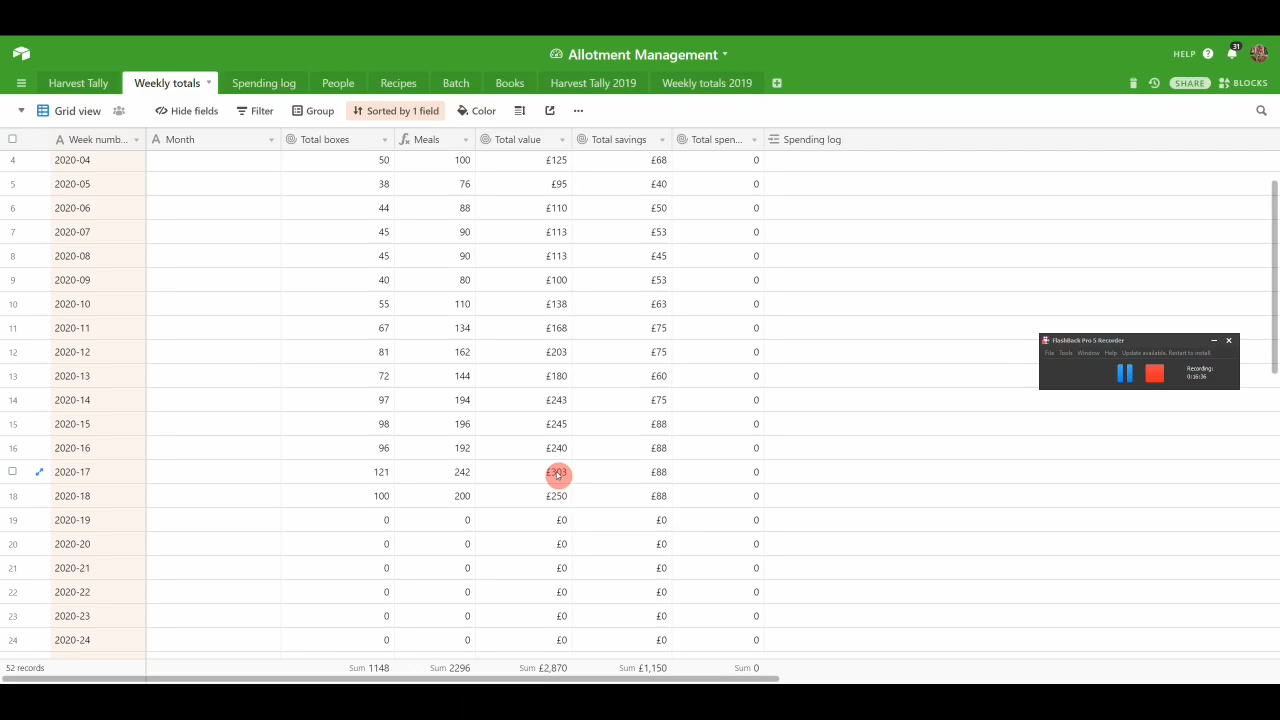 Allotment Management
HELP
31
Harvest Tally Weekly totals Spending log People Recipes Batch Books Harvest Tally 2019 Weekly totals 2019 SHARE BLOCKS
Grid view Hide fields Filter Group Sorted by 1 field Color
Week numb... Month Total boxes Meals Total value Total savings Total spen... Spending log
4 2020-04 50 100 £125 £68 0
5 2020-05 38 76 £95 £40 0
6 2020-06 44 88 £110 £50 0
7 2020-07 45 90 £113 £53 0
8 2020-08 45 90 £113 £45 0
9 2020-09 40 80 £100 £53 0
10 2020-10 55 110 £138 £63 0
11 2020-11 67 134 £168 £75 0
12 2020-12 81 162 £203 £75 0
13 2020-13 72 44 £180 £60 0
14 2020-14 97 194 £243 £75 0
15 2020-15 98 196 £245 £88 0
16 2020-16 96 192 £240 £88 0
2020-17 121 242 £303 £88 0
18 2020-18 100 200 £250 £88 0
19 2020-19 0 0 £0 £0 0
20 2020-20 0 0 £0 £0 0
21 2020-21 0 0 £0 £0 0
22 2020-22 0 0 £0 £0 0
23 2020-23 0 0 £0 £0 0
24 2020-24 0 0 £0 £0 0
52 records Sum 1148 Sum 2296 Sum £2,870 Sum £1,150 Sum 0
FlashBack Pro 5 Recorder
File Tools Window Help Update available. Restart to install
Recording:
0:16:36